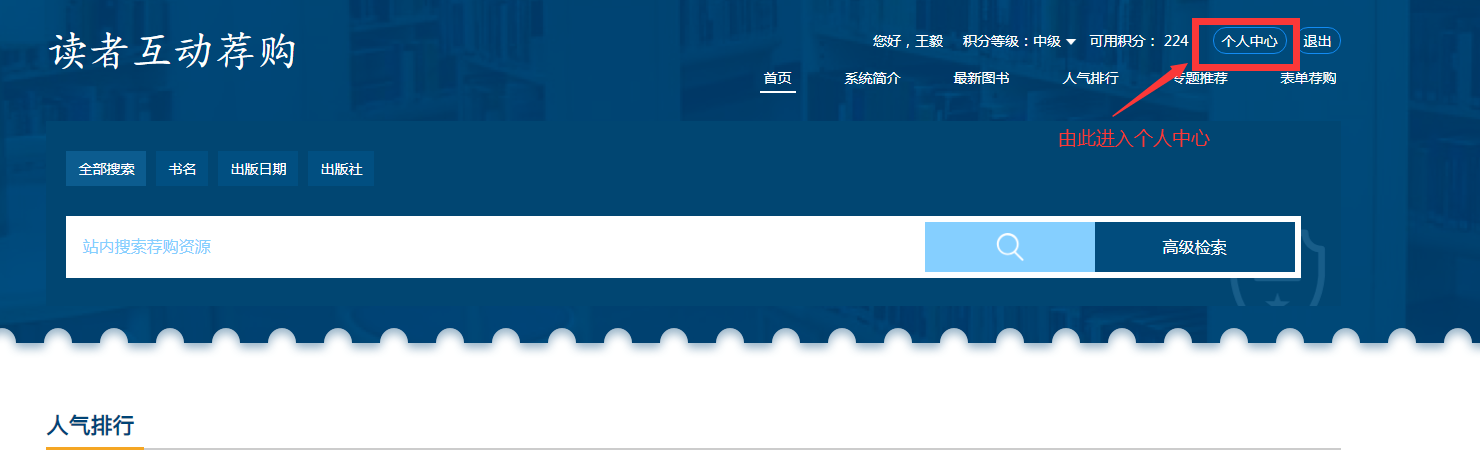 读者互动荐购
您好，王毅 积分等级：中级 可用积分： 224 个人中心 退出
首页 系统简介 最新图书 人气排行 专题推荐 表单荐购
由此进入个人中心
全部搜索 书名 出版日期 出版社
站内搜索荐购资源 高级检索
人气排行